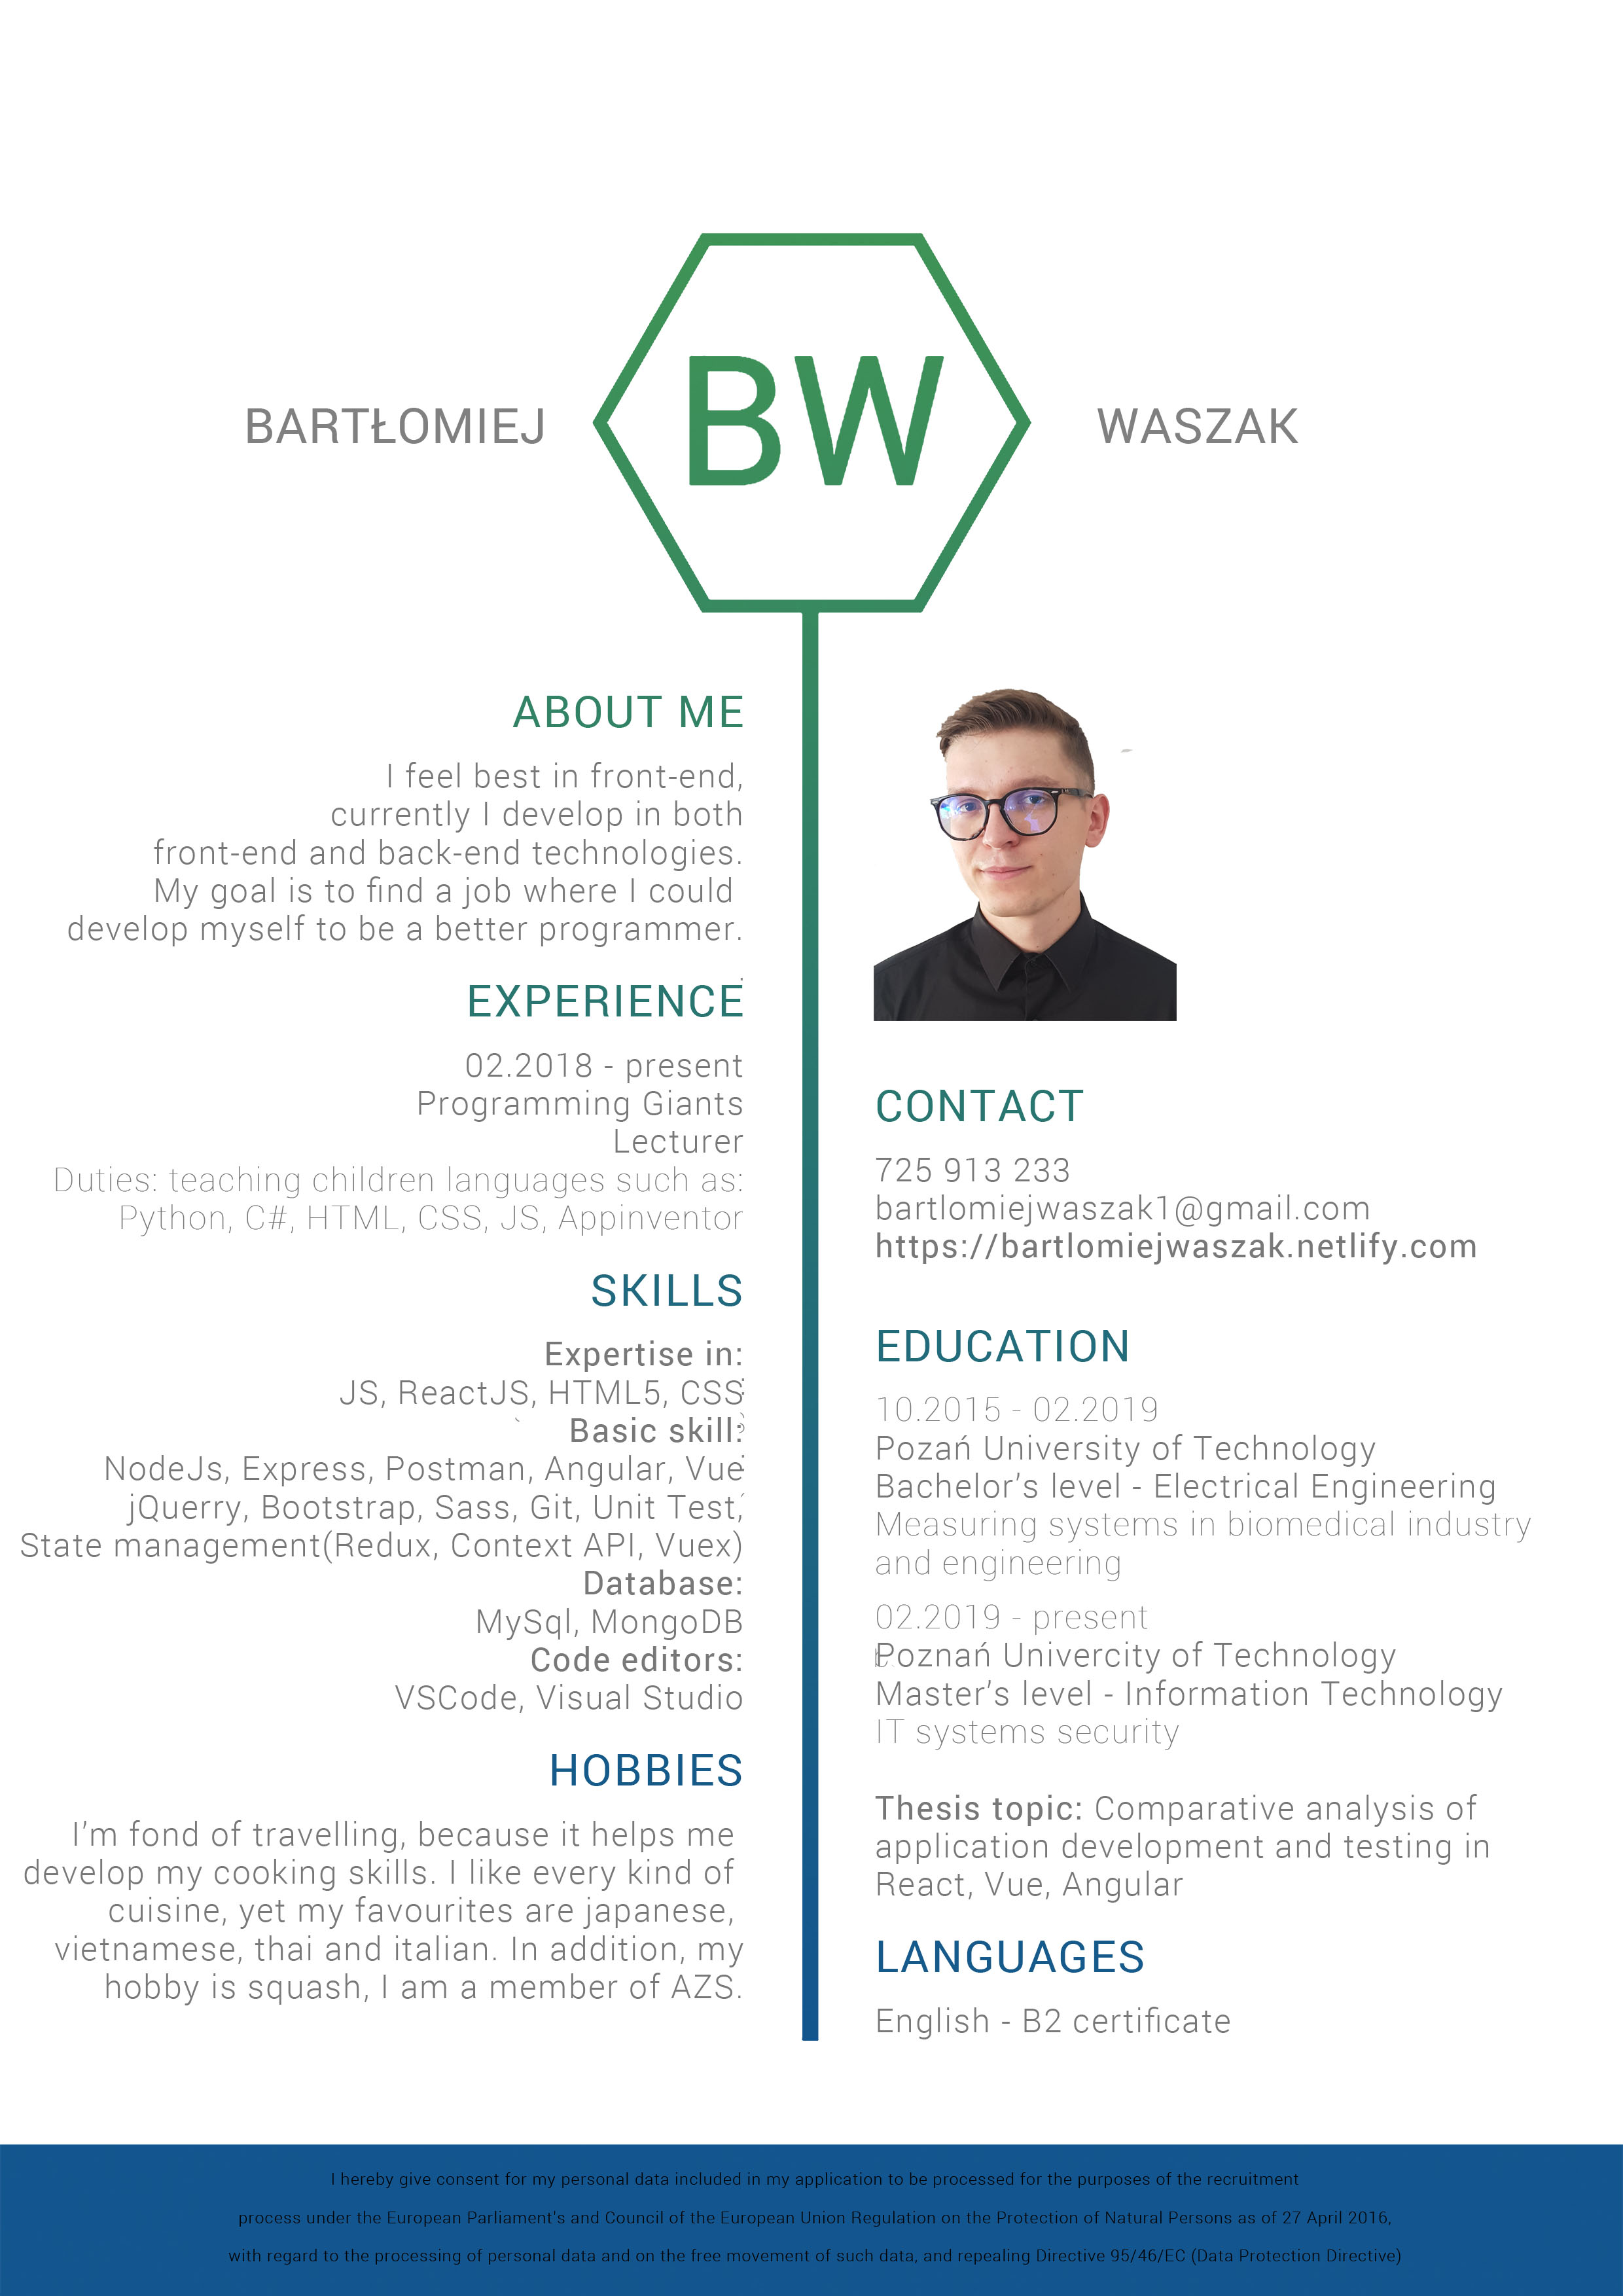 BARTŁOMIEJ
BW
WASZAK
ABOUT ME
I feel best in front-end,
currently I develop in both
front-end and back-end technologies.
My goal is to find a job where I could
develop myself to be a better programmer.
EXPERIENCE
02.2018 - present
Programming Giants
Lecturer
Duties: teaching children languages such as:
Python, C#, HTML, CSS, JS, Appinventor
SKILLS
Expertise in:
JS, ReactJS, HTML5, CSS
Basic skill:
NodeJs, Express, Postman, Angular, Vue
jQuerry, Bootstrap, Sass, Git, Unit Test,
State management(Redux, Context API, Vuex)
Database:
MySql, MongoDB
Code editors:
VSCode, Visual Studio
HOBBIES
I'm fond of travelling, because it helps me
develop my cooking skills. I like every kind of
cuisine, yet my favourites are japanese,
vietnamese, thai and italian. In addition, my
hobby is squash, I am a member of AZS.
CONTACT
725 913 233
bartlomiejwaszak1@gmail.com
https://bartlomiejwaszak.netlify.com
EDUCATION
10.2015 - 02.2019
Pozań University of Technology
Bachelor's level - Electrical Engineering
Measuring systems in biomedical industry
and engineering
02.2019 - present
Poznań Univercity of Technology
Master's level - Information Technology
IT systems security
Thesis topic: Comparative analysis of
application development and testing in
React, Vue, Angular
LANGUAGES
English - B2 certificate
I hereby give consent for my personal data included in my application to be processed for the purposes of the recruitment
process under the European Parliament's and Council of the European Union Regulation on the Protection of Natural Persons as of 27 April 2016,
with regard to the processing of personal data and on the free movement of such data, and repealing Directive 95/46/EC (Data Protection Directive)